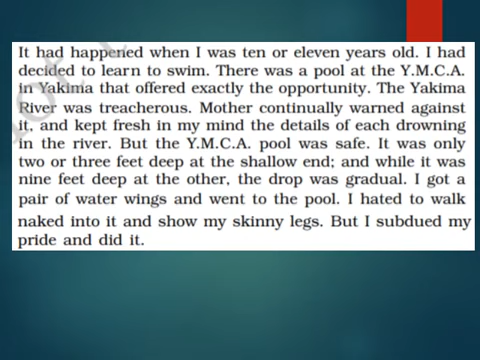 It had happened when I was ten or eleven years old. I had
decided to learn to swim. There was a pool at the Y.M.C.A.
in Yakima that offered exactly the opportunity. The Yakima
River was treacherous. Mother continually warned against
it, and kept fresh in my mind the details of each drowning
in the river. But the Y.M.C.A. pool was safe. It was only
two or three feet deep at the shallow end; and while it was
nine feet deep at the other, the drop was gradual. I got a
pair of water wings and went to the pool. I hated to walk
naked into it and show my skinny legs. But I subdued my
pride and did it.